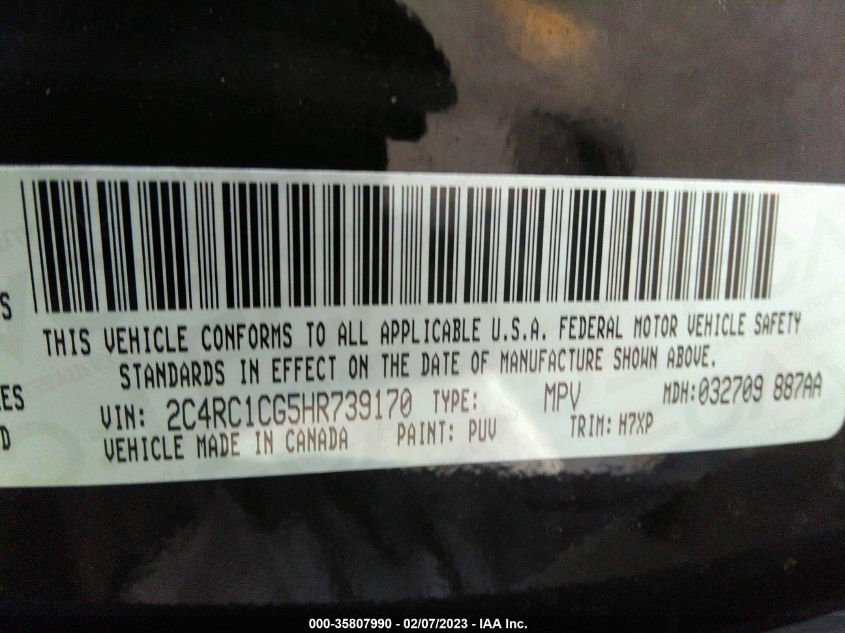 S
THIS VEHICLE CONFORMS TO ALL APPLICABLE U.S.A. FEDERAL MOTOR VEHICLE SAFETY
STANDARDS IN EFFECT ON THE DATE OF MANUFACTURE SHOWN ABOVE.
ES
VIN: 2C4RC1CG5HR739170 TYPE: MPV MDH:032709 887AA
D
VEHICLE MADE IN CANADA PAINT: PUV TRIM: H7XP
000-35807990 - 02/07/2023 - IAA Inc.